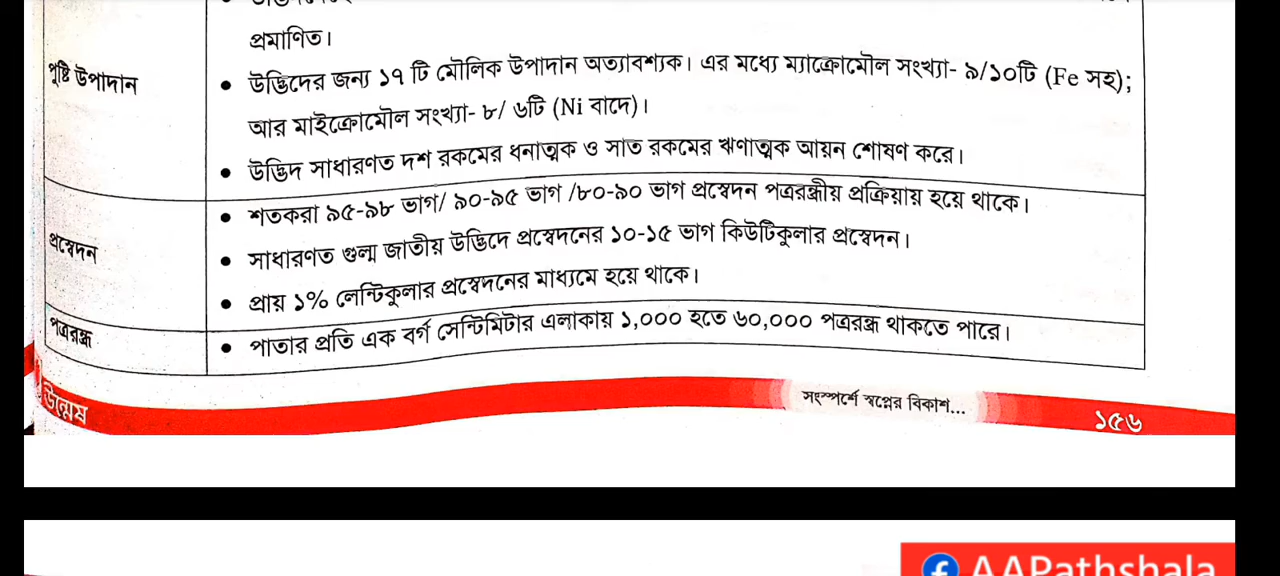 প্রমাণিত।
পুষ্টি উপাদান
• উদ্ভিদের জন্য ১৭ টি মৌলিক উপাদান অত্যাবশ্যক। এর মধ্যে ম্যাক্রোমৌল সংখ্যা- ৯/১০টি (Fe সহ);
আর মাইক্রোমৌল সংখ্যা- ৮/ ৬টি (Ni বাদে)।
• উদ্ভিদ সাধারণত দশ রকমের ধনাত্মক ও সাত রকমের ঋণাত্মক আয়ন শোষণ করে।
প্রস্বেদন
• শতকরা ৯৫-৯৮ ভাগ/ ৯০-৯৫ ভাগ /৮০-৯০ ভাগ প্রস্বেদন পত্ররন্ধ্রীয় প্রক্রিয়ায় হয়ে থাকে।
• সাধারণত গুল্ম জাতীয় উদ্ভিদে প্রস্বেদনের ১০-১৫ ভাগ কিউটিকুলার প্রস্বেদন।
• প্রায় ১% লেন্টিকুলার প্রস্বেদনের মাধ্যমে হয়ে থাকে।
পত্ররন্ধ্র
• পাতার প্রতি এক বর্গ সেন্টিমিটার এলাকায় ১,০০০ হতে ৬০,০০০ পত্ররন্ধ্র থাকতে পারে।
উন্মেষ
সংস্পর্শে স্বপ্নের বিকাশ...
১৫৬
AAPathshala